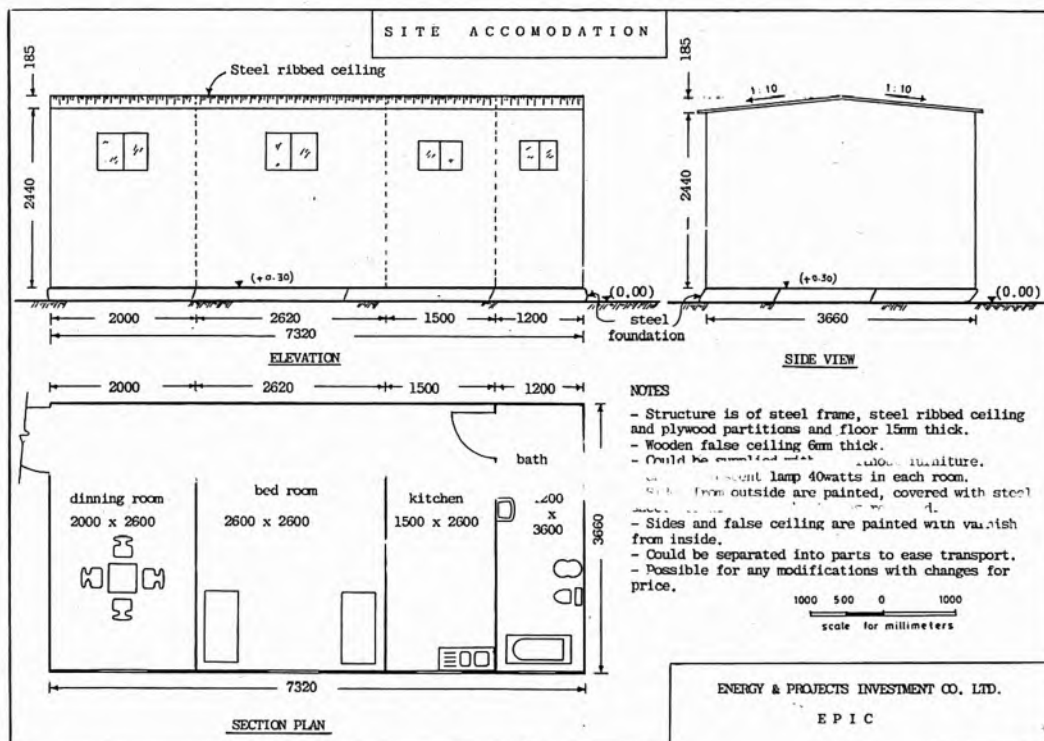 SITE ACCOMODATION
185
Steel ribbed ceiling
2440
(+0.30)
(0.00)
2000
2620
1500
1200
7320
steel
foundation
ELEVATION
185
1:10
1:10
2440
(+0.30)
(0.00)
3660
SIDE VIEW
2000
2620
1500
1200
bath
dinning room
2000 x 2600
bed room
2600 x 2600
kitchen
1500 x 2600
x
3600
3660
7320
SECTION PLAN
NOTES
- Structure is of steel frame, steel ribbed ceiling
and plywood partitions and floor 15mm thick.
- Wooden false ceiling 6mm thick.
- Could be supplied furniture.
lamp 40watts in each room.
from outside are painted, covered with steel
- Sides and false ceiling are painted with varnish
from inside.
- Could be separated into parts to ease transport.
- Possible for any modifications with changes for
price.
1000 500 0 1000
scale for millimeters
ENERGY & PROJECTS INVESTMENT CO. LTD.
EPIC